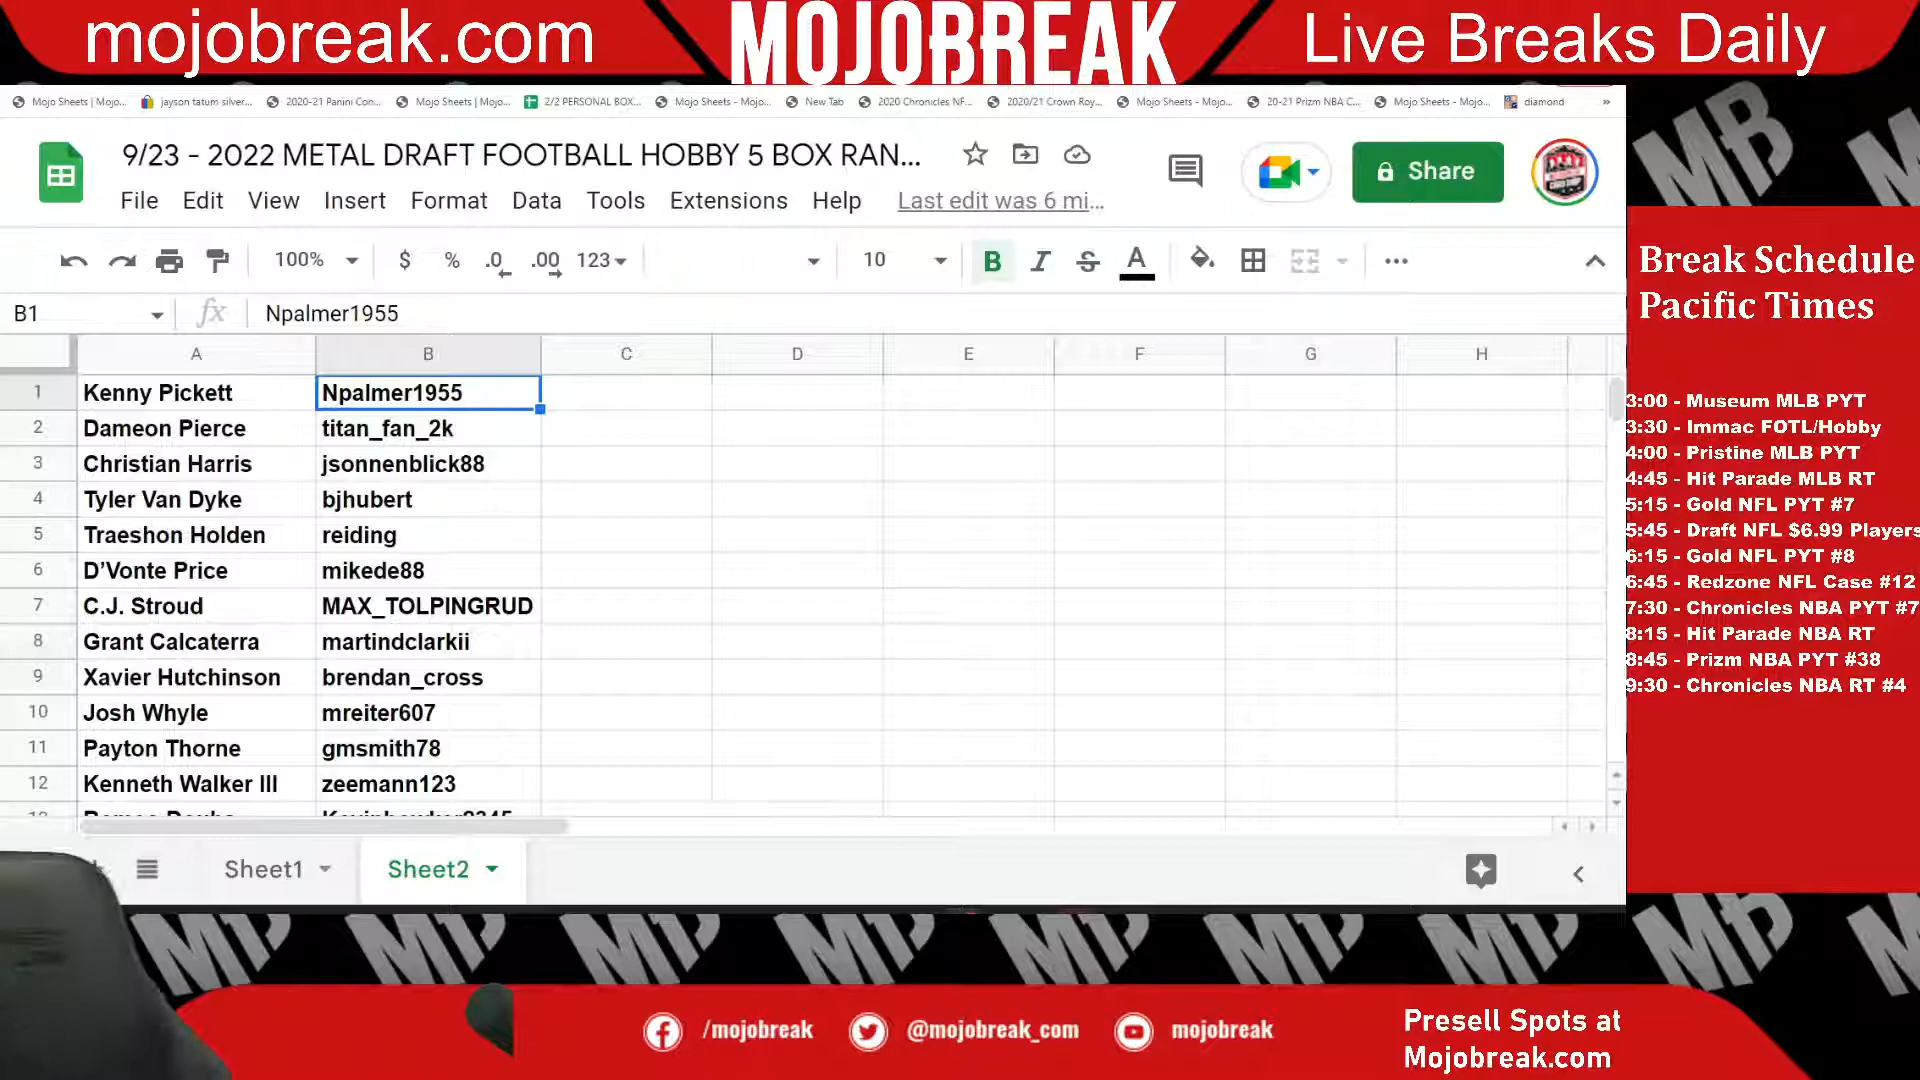 mojobreak.com
MOJOBREAK
Live Breaks Daily
Mojo Sheets | Mojo...
jayson tatum silver...
2020-21 Panini Con...
Mojo Sheets | Mojo...
2/2 PERSONAL BOX...
Mojo Sheets - Mojo...
New Tab
2020 Chronicles NF...
2020/21 Crown Roy...
Mojo Sheets - Mojo...
20-21 Prizm NBA C...
Mojo Sheets - Mojo...
diamond
»
9/23 - 2022 METAL DRAFT FOOTBALL HOBBY 5 BOX RAN...
Share
File Edit View Insert Format Data Tools Extensions Help Last edit was 6 mi...
100% $ % .0 .00 123 10 B I S A
B1 fx Npalmer1955
A B C D E F G H
1 Kenny Pickett Npalmer1955
2 Dameon Pierce titan_fan_2k
3 Christian Harris jsonnenblick88
4 Tyler Van Dyke bjhubert
5 Traeshon Holden reiding
6 D’Vonte Price mikede88
7 C.J. Stroud MAX_TOLPINGRUD
8 Grant Calcaterra martindclarkii
9 Xavier Hutchinson brendan_cross
10 Josh Whyle mreiter607
11 Payton Thorne gmsmith78
12 Kenneth Walker III zeemann123
Sheet1 Sheet2
Break Schedule
Pacific Times
3:00 - Museum MLB PYT
3:30 - Immac FOTL/Hobby
4:00 - Pristine MLB PYT
4:45 - Hit Parade MLB RT
5:15 - Gold NFL PYT #7
5:45 - Draft NFL $6.99 Players
6:15 - Gold NFL PYT #8
6:45 - Redzone NFL Case #12
7:30 - Chronicles NBA PYT #7
8:15 - Hit Parade NBA RT
8:45 - Prizm NBA PYT #38
9:30 - Chronicles NBA RT #4
/mojobreak
@mojobreak_com
mojobreak
Presell Spots at
Mojobreak.com